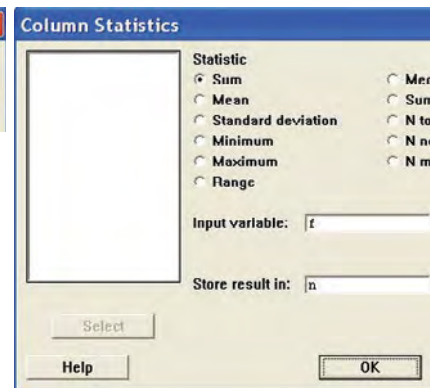 Column Statistics
Statistic
Sum
Mean
Standard deviation
Minimum
Maximum
Range
Input variable: f
Store result in: n
Select
Help
OK